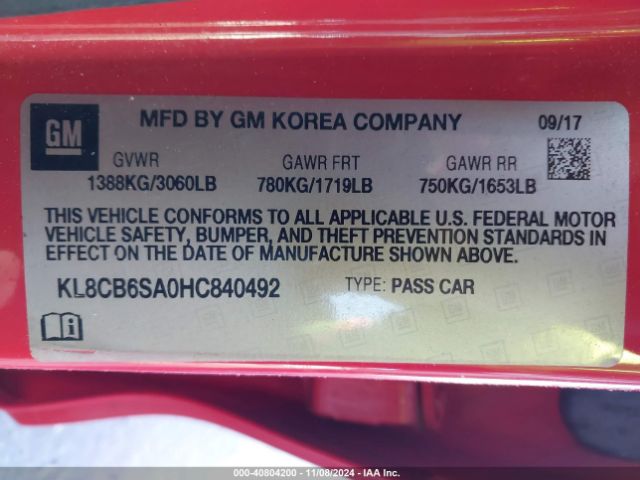 GM
MFD BY GM KOREA COMPANY 09/17
GVWR GAWR FRT GAWR RR
1388KG/3060LB 780KG/1719LB 750KG/1653LB
THIS VEHICLE CONFORMS TO ALL APPLICABLE U.S. FEDERAL MOTOR
VEHICLE SAFETY, BUMPER, AND THEFT PREVENTION STANDARDS IN
EFFECT ON THE DATE OF MANUFACTURE SHOWN ABOVE.
KL8CB6SA0HC840492 TYPE: PASS CAR
000-40804200 - 11/08/2024 - IAA Inc.